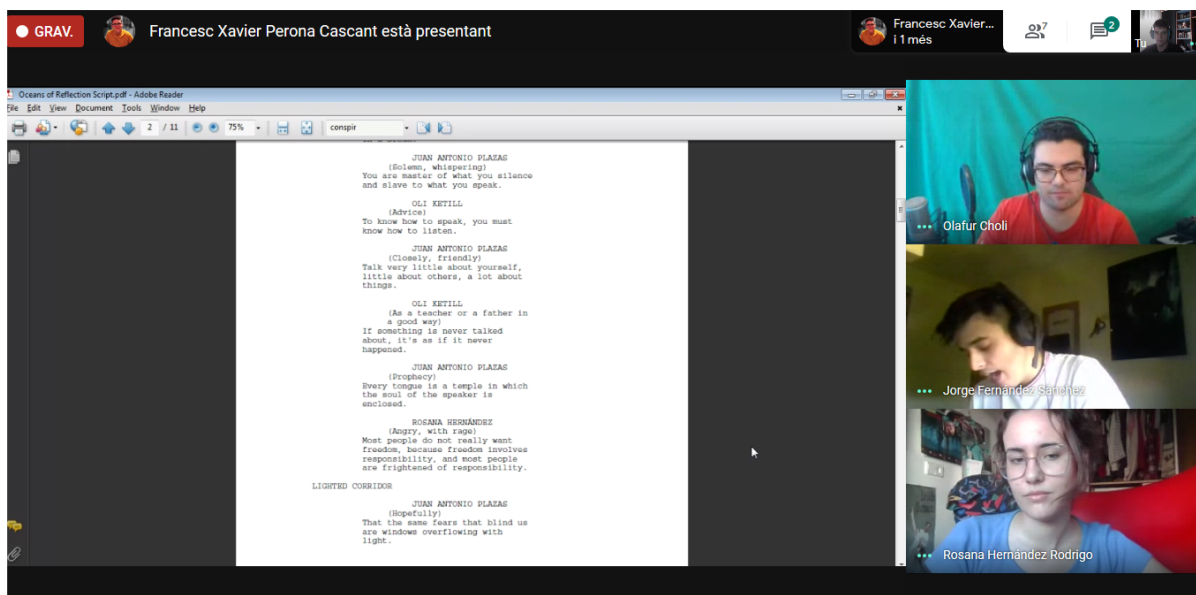 GRAV.
Francesc Xavier Perona Cascant està presentant
Francesc Xavier...
i 1 més
7
2
Tu
Oceans of Reflection Script.pdf - Adobe Reader
File Edit View Document Tools Window Help
2 / 11 75% conspir
JUAN ANTONIO PLAZAS
(Solemn, whispering)
You are master of what you silence
and slave to what you speak.
OLI KETILL
(Advice)
To know how to speak, you must
know how to listen.
JUAN ANTONIO PLAZAS
(Closely, friendly)
Talk very little about yourself,
little about others, a lot about
things.
OLI KETILL
(As a teacher or a father in
a good way)
If something is never talked
about, it's as if it never
happened.
JUAN ANTONIO PLAZAS
(Prophecy)
Every tongue is a temple in which
the soul of the speaker is
enclosed.
ROSANA HERNÁNDEZ
(Angry, with rage)
Most people do not really want
freedom, because freedom involves
responsibility, and most people
are frightened of responsibility.
LIGHTED CORRIDOR
JUAN ANTONIO PLAZAS
(Hopefully)
That the same fears that blind us
are windows overflowing with
light.
Olafur Choli
Jorge Fernández Sánchez
Rosana Hernández Rodrigo